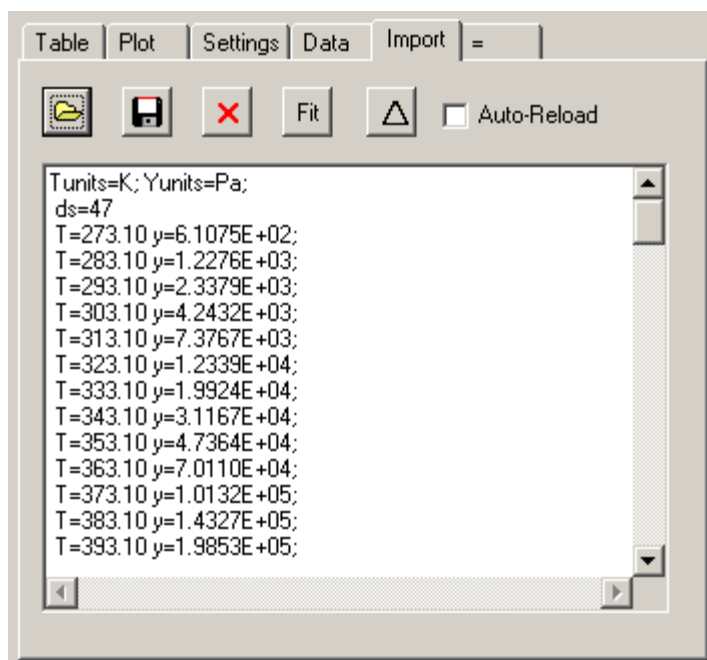 Table Plot Settings Data Import =
Fit Δ Auto-Reload
Tunits=K; Yunits=Pa;
ds=47
T=273.10 y=6.1075E+02;
T=283.10 y=1.2276E+03;
T=293.10 y=2.3379E+03;
T=303.10 y=4.2432E+03;
T=313.10 y=7.3767E+03;
T=323.10 y=1.2339E+04;
T=333.10 y=1.9924E+04;
T=343.10 y=3.1167E+04;
T=353.10 y=4.7364E+04;
T=363.10 y=7.0110E+04;
T=373.10 y=1.0132E+05;
T=383.10 y=1.4327E+05;
T=393.10 y=1.9853E+05;